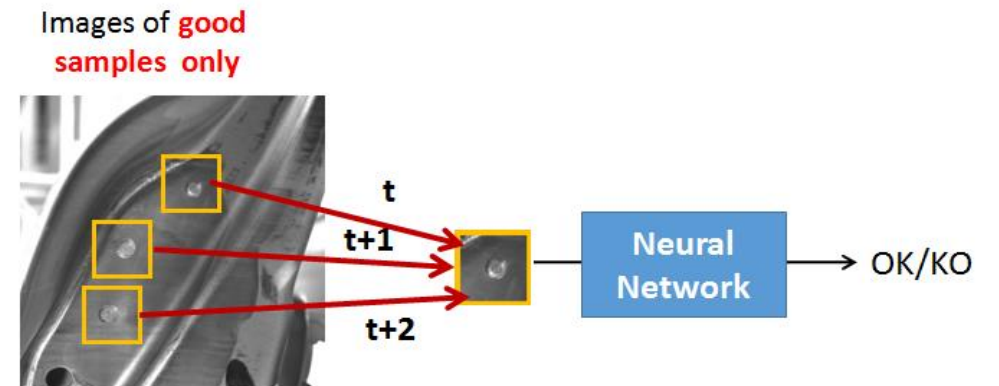 Images of good
samples only
t
t+1
t+2
Neural
Network
OK/KO